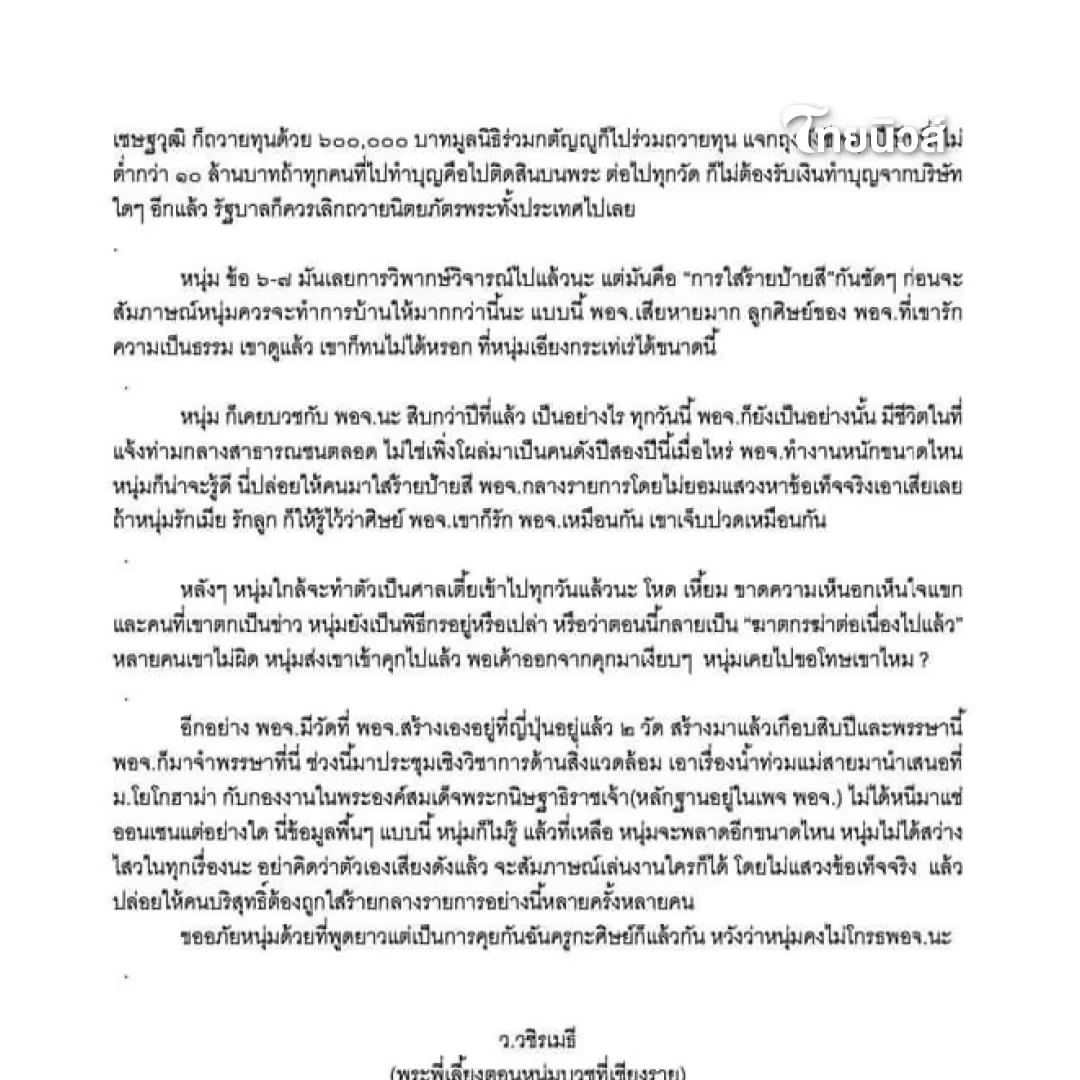 ไทยนิวส์
เชษฐวุฒิ ก็ถวายทุนด้วย ๖๐๐,๐๐๐ บาทมูลนิธิร่วมกตัญญูก็ไปร่วมถวายทุน แจกถุง ไม่
ต่ำกว่า ๑๐ ล้านบาทถ้าทุกคนที่ไปทำบุญคือไปติดสินบนพระ ต่อไปทุกวัด ก็ไม่ต้องรับเงินทำบุญจากบริษัท
ใดๆ อีกแล้ว รัฐบาลก็ควรเลิกถวายนิตยภัตรพระทั้งประเทศไปเลย
.
หนุ่ม ข้อ ๖-๗ มันเลยการวิพากษ์วิจารณ์ไปแล้วนะ แต่มันคือ "การใส่ร้ายป้ายสี"กันชัดๆ ก่อนจะ
สัมภาษณ์หนุ่มควรจะทำการบ้านให้มากกว่านี้นะ แบบนี้ พอจ.เสียหายมาก ลูกศิษย์ของ พอจ.ที่เขารัก
ความเป็นธรรม เขาดูแล้ว เขาก็ทนไม่ได้หรอก ที่หนุ่มเอียงกระเท่เร่ได้ขนาดนี้
.
หนุ่ม ก็เคยบวชกับ พอจ.นะ สิบกว่าปีที่แล้ว เป็นอย่างไร ทุกวันนี้ พอจ.ก็ยังเป็นอย่างนั้น มีชีวิตในที่
แจ้งท่ามกลางสาธารณชนตลอด ไม่ใช่เพิ่งโผล่มาเป็นคนดังปีสองปีนี้เมื่อไหร่ พอจ.ทำงานหนักขนาดไหน
หนุ่มก็น่าจะรู้ดี นี่ปล่อยให้คนมาใส่ร้ายป้ายสี พอจ.กลางรายการโดยไม่ยอมแสวงหาข้อเท็จจริงเอาเสียเลย
ถ้าหนุ่มรักเมีย รักลูก ก็ให้รู้ไว้ว่าศิษย์ พอจ.เขาก็รัก พอจ.เหมือนกัน เขาเจ็บปวดเหมือนกัน
.
หลังๆ หนุ่มใกล้จะทำตัวเป็นศาลเตี้ยเข้าไปทุกวันแล้วนะ โหด เหี้ยม ขาดความเห็นอกเห็นใจแขก
และคนที่เขาตกเป็นข่าว หนุ่มยังเป็นพิธีกรอยู่หรือเปล่า หรือว่าตอนนี้กลายเป็น "ฆาตกรฆ่าต่อเนื่องไปแล้ว"
หลายคนเขาไม่ผิด หนุ่มส่งเขาเข้าคุกไปแล้ว พอเค้าออกจากคุกมาเงียบๆ หนุ่มเคยไปขอโทษเขาไหม ?
.
อีกอย่าง พอจ.มีวัดที่ พอจ.สร้างเองอยู่ที่ญี่ปุ่นอยู่แล้ว ๒ วัด สร้างมาแล้วเกือบสิบปีและพรรษานี้
พอจ.ก็มาจำพรรษาที่นี่ ช่วงนี้มาประชุมเชิงวิชาการด้านสิ่งแวดล้อม เอาเรื่องน้ำท่วมแม่สายมานำเสนอที่
ม.โยโกฮาม่า กับกองงานในพระองค์สมเด็จพระกนิษฐาธิราชเจ้า(หลักฐานอยู่ในเพจ พอจ.) ไม่ได้หนีมาแช่
ออนเซนแต่อย่างใด นี่ข้อมูลพื้นๆ แบบนี้ หนุ่มก็ไม่รู้ แล้วที่เหลือ หนุ่มจะพลาดอีกขนาดไหน หนุ่มไม่ได้สว่าง
ไสวในทุกเรื่องนะ อย่าคิดว่าตัวเองเสียงดังแล้ว จะสัมภาษณ์เล่นงานใครก็ได้ โดยไม่แสวงข้อเท็จจริง แล้ว
ปล่อยให้คนบริสุทธิ์ต้องถูกใส่ร้ายกลางรายการอย่างนี้หลายครั้งหลายคน
ขออภัยหนุ่มด้วยที่พูดยาวแต่เป็นการคุยกันฉันครูกะศิษย์ก็แล้วกัน หวังว่าหนุ่มคงไม่โกรธพอจ.นะ
.
ว.วชิรเมธี
(พระพี่เลี้ยงตอนหนุ่มบวชที่เชียงราย)